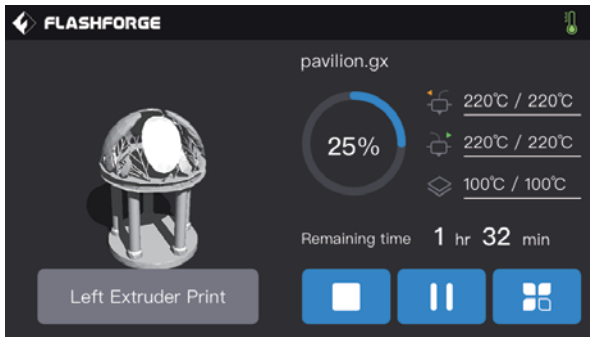 FLASHFORGE
pavilion.gx
25%
220℃ / 220℃
220℃ / 220℃
100℃ / 100℃
Remaining time 1 hr 32 min
Left Extruder Print